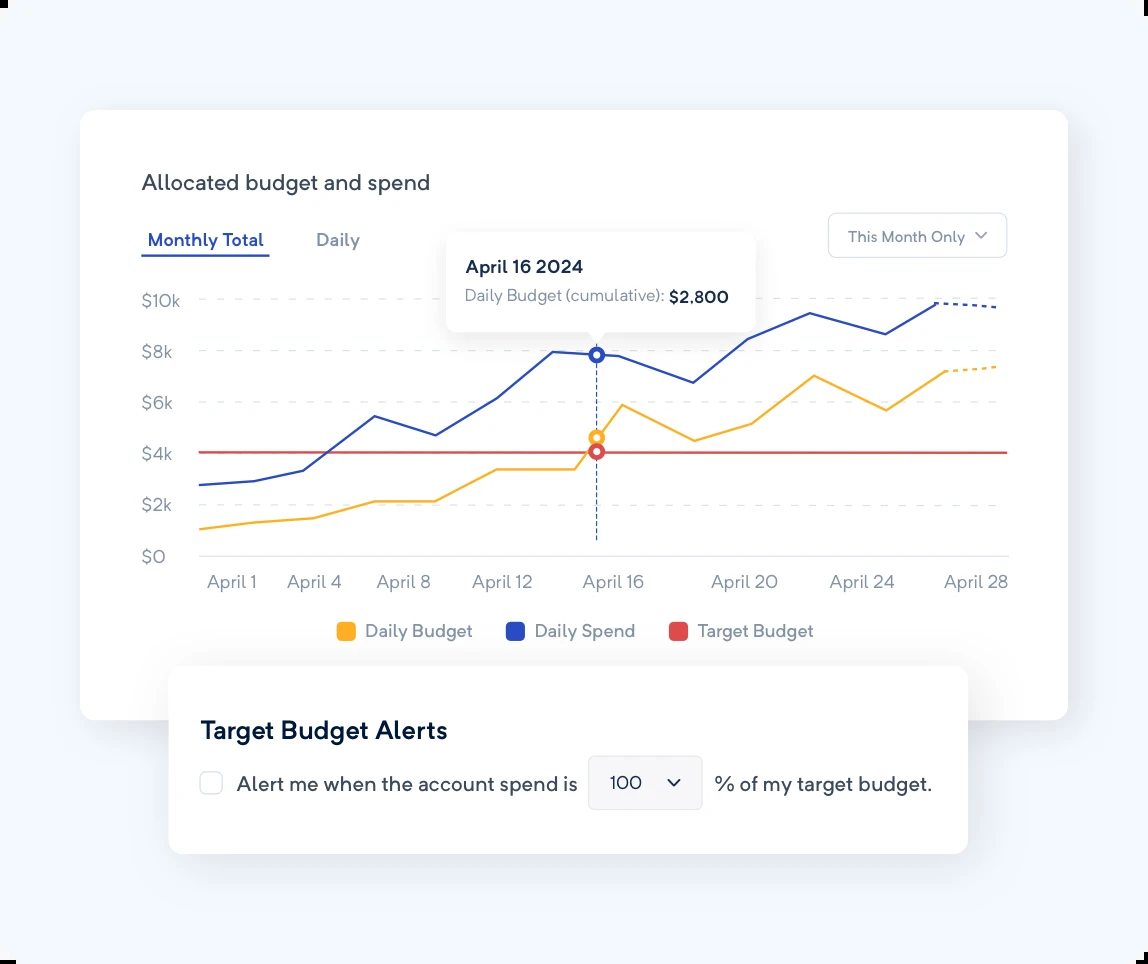 Allocated budget and spend
Monthly Total
Daily
April 16 2024
Daily Budget (cumulative): $2,800
This Month Only
$10k
$8k
$6k
$4k
$2k
$0
April 1 April 4 April 8 April 12 April 16 April 20 April 24 April 28
Daily Budget Daily Spend Target Budget
Target Budget Alerts
Alert me when the account spend is 100 % of my target budget.